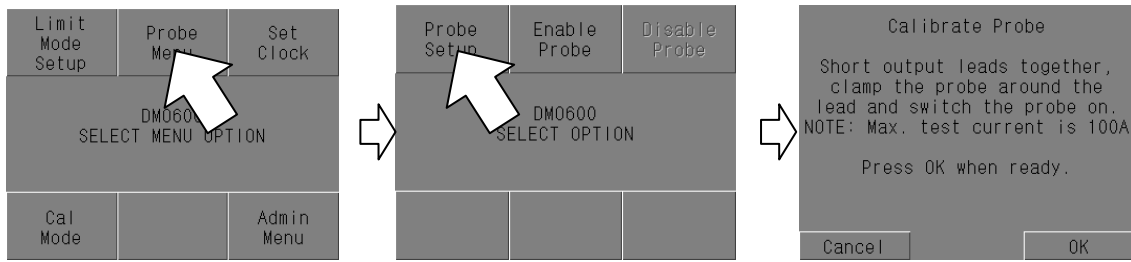 Limit
Mode
Setup
Probe
Menu
Set
Clock
DM0600
SELECT MENU OPTION
Cal
Mode
Admin
Menu
Probe
Setup
Enable
Probe
Disable
Probe
DM0600
SELECT OPTION
Calibrate Probe
Short output leads together,
clamp the probe around the
lead and switch the probe on.
NOTE: Max. test current is 100A
Press OK when ready.
Cancel
OK